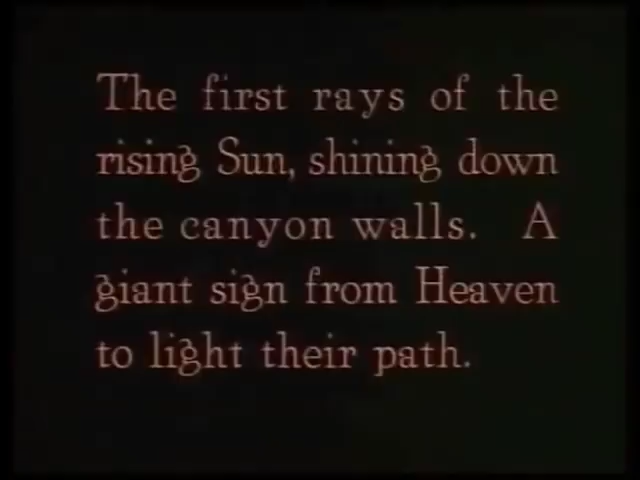 The first rays of the
rising Sun, shining down
the canyon walls. A
giant sign from Heaven
to light their path.